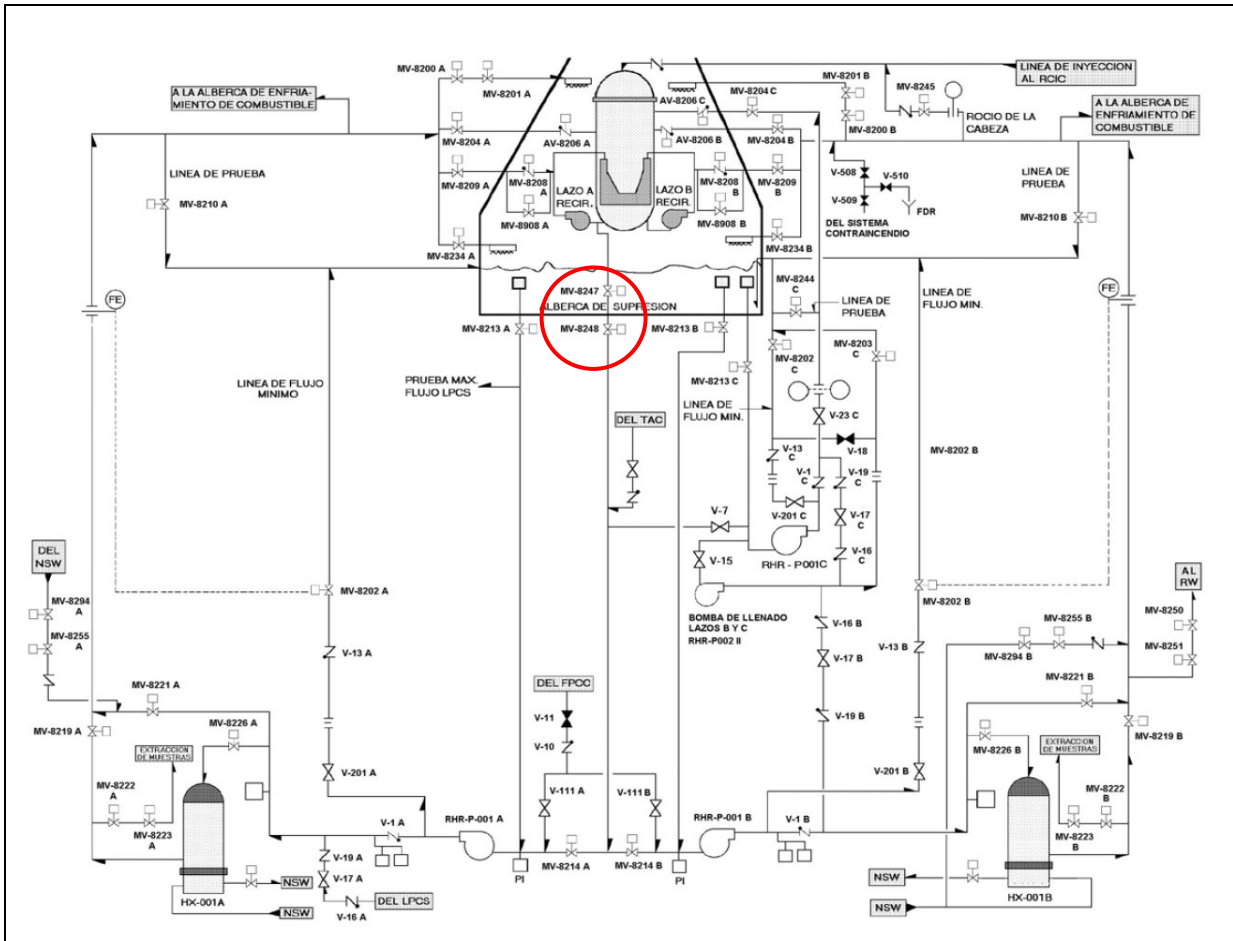 MV-8200 A
MV-8201 A
A LA ALBERCA DE ENFRIA-
MIENTO DE COMBUSTIBLE
MV-8204 A
AV-8206 A
LINEA DE PRUEBA
MV-8209 A
MV-8208
A
LAZO A
RECIR.
MV-8908 A
MV-8210 A
MV-8234 A
AV-8206 C
MV-8204 C
AV-8206 B
MV-8204 B
LAZO B
RECIR.
MV-8208
B
MV-8209
B
MV-8908 B
MV-8234 B
MV-8201 B
MV-8200 B
LINEA DE INYECCION
AL RCIC
MV-8245
ROCIO DE LA
CABEZA
A LA ALBERCA DE
ENFRIAMIENTO DE
COMBUSTIBLE
V-508
V-510
V-509
FDR
DEL SISTEMA
CONTRAINCENDIO
LINEA DE
PRUEBA
MV-8210 B
MV-8247
ALBERCA DE SUPRESION
MV-8213 A
MV-8248
MV-8213 B
MV-8244
C
LINEA DE
PRUEBA
LINEA DE
FLUJO MIN.
FE
FE
MV-8202
C
MV-8203
C
MV-8213 C
PRUEBA MAX.
FLUJO LPCS
LINEA DE FLUJO
MINIMO
LINEA DE
FLUJO MIN.
V-23 C
DEL TAC
V-13
C
V-18
V-1
C
V-19
C
MV-8202 B
V-201 C
V-17
C
V-7
V-15
RHR - P001C
V-16
C
BOMBA DE LLENADO
LAZOS B Y C
RHR-P002 II
DEL
NSW
MV-8294
A
MV-8255
A
MV-8202 A
MV-8202 B
AL
RW
MV-8250
MV-8251
V-16 B
V-13 A
V-17 B
V-13 B
MV-8255 B
MV-8294 B
MV-8221 A
MV-8221 B
DEL FPCC
V-11
V-10
V-19 B
MV-8219 A
MV-8226 A
MV-8219 B
MV-8226 B
EXTRACCION
DE MUESTRAS
EXTRACCION
DE MUESTRAS
V-201 A
V-201 B
MV-8222
A
MV-8223
A
V-111 A
V-111 B
MV-8222
B
MV-8223
B
V-1 A
RHR-P-001 A
RHR-P-001 B
V-1 B
V-19 A
V-17 A
MV-8214 A
MV-8214 B
PI
PI
NSW
NSW
HX-001A
V-16 A
DEL LPCS
NSW
NSW
HX-001B